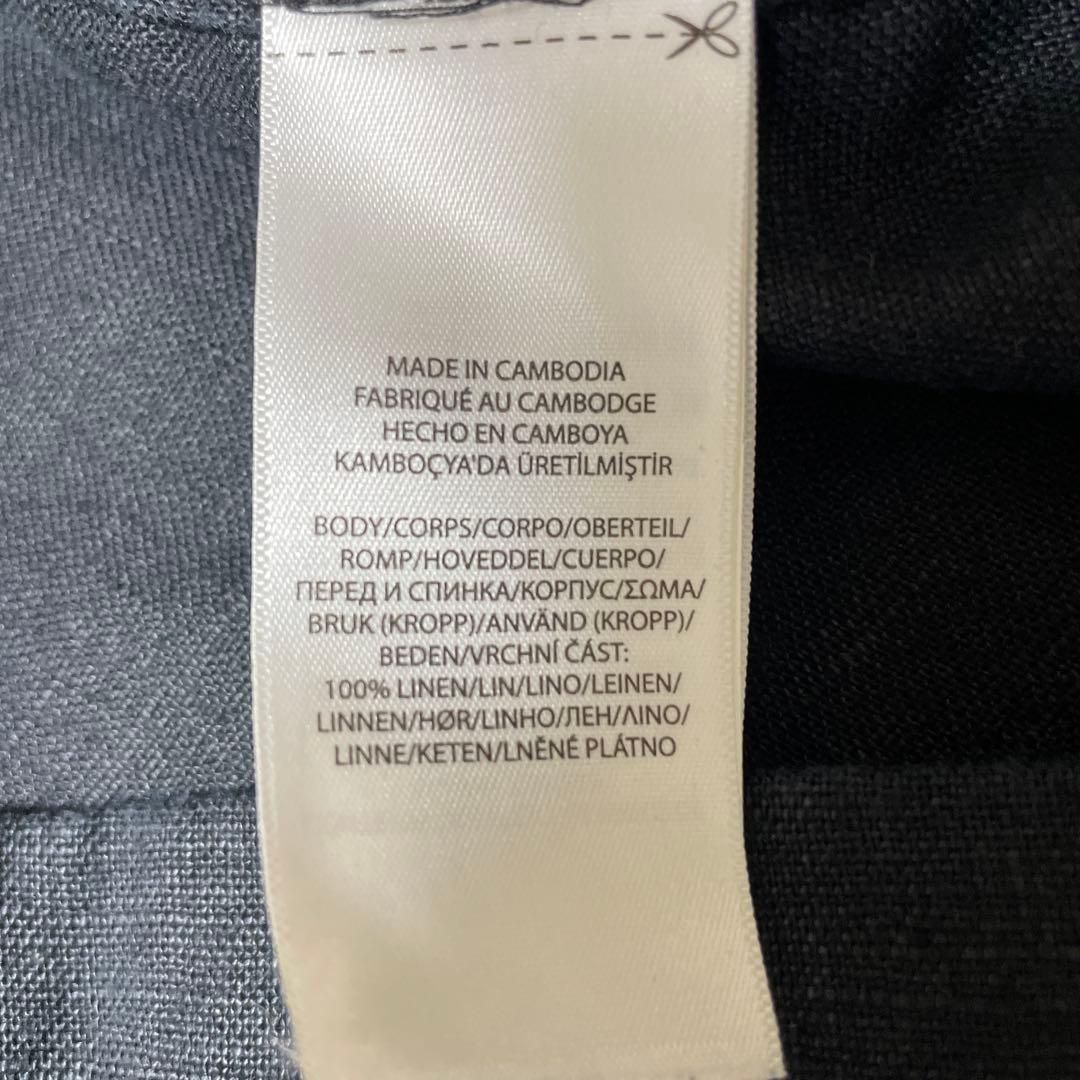 MADE IN CAMBODIA
FABRIQUÉ AU CAMBODGE
HECHO EN CAMBOYA
KAMBOÇYA'DA ÜRETİLMİŞTİR
BODY/CORPS/CORPO/OBERTEIL/
ROMP/HOVEDDEL/CUERPO/
ПЕРЕД И СПИНКА/КОРПУС/ΣΩΜΑ/
BRUK (KROPP)/ANVÄND (KROPP)/
BEDEN/VRCHNÍ ČÁST:
100% LINEN/LIN/LINO/LEINEN/
LINNEN/HØR/LINHO/ЛЕН/ΛΙΝΟ/
LINNE/KETEN/LNĚNÉ PLÁTNO